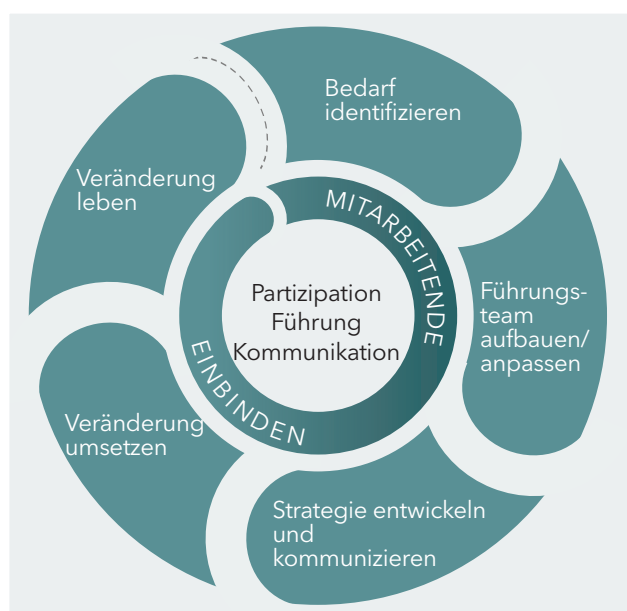 Bedarf
identifizieren
Führungs-
team
aufbauen/
anpassen
Strategie entwickeln
und
kommunizieren
Veränderung
umsetzen
Veränderung
leben
MITARBEITENDE
EINBINDEN
Partizipation
Führung
Kommunikation